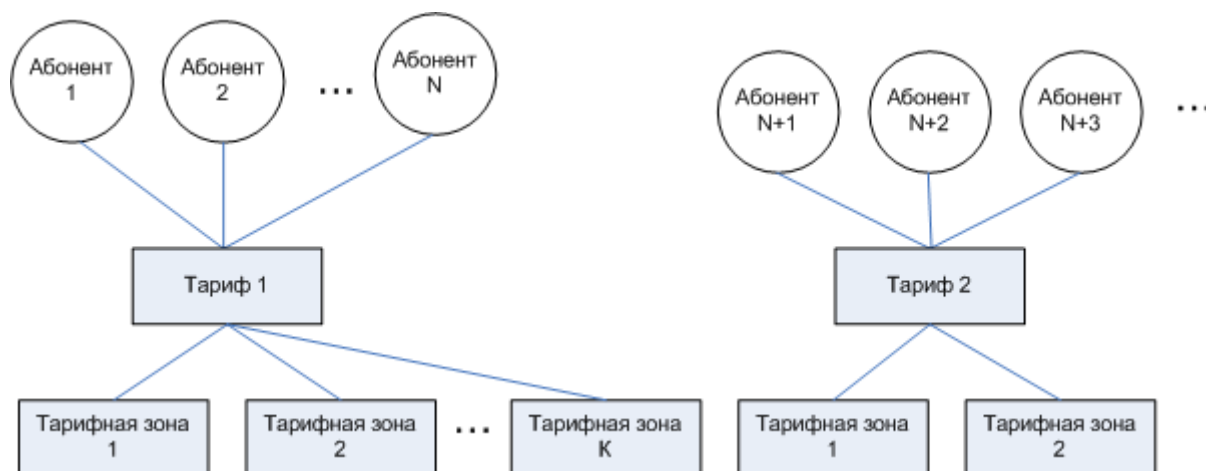 Абонент
1
Абонент
2
...
Абонент
N
Абонент
N+1
Абонент
N+2
Абонент
N+3
...
Тариф 1
Тариф 2
Тарифная зона
1
Тарифная зона
2
...
Тарифная зона
К
Тарифная зона
1
Тарифная зона
2